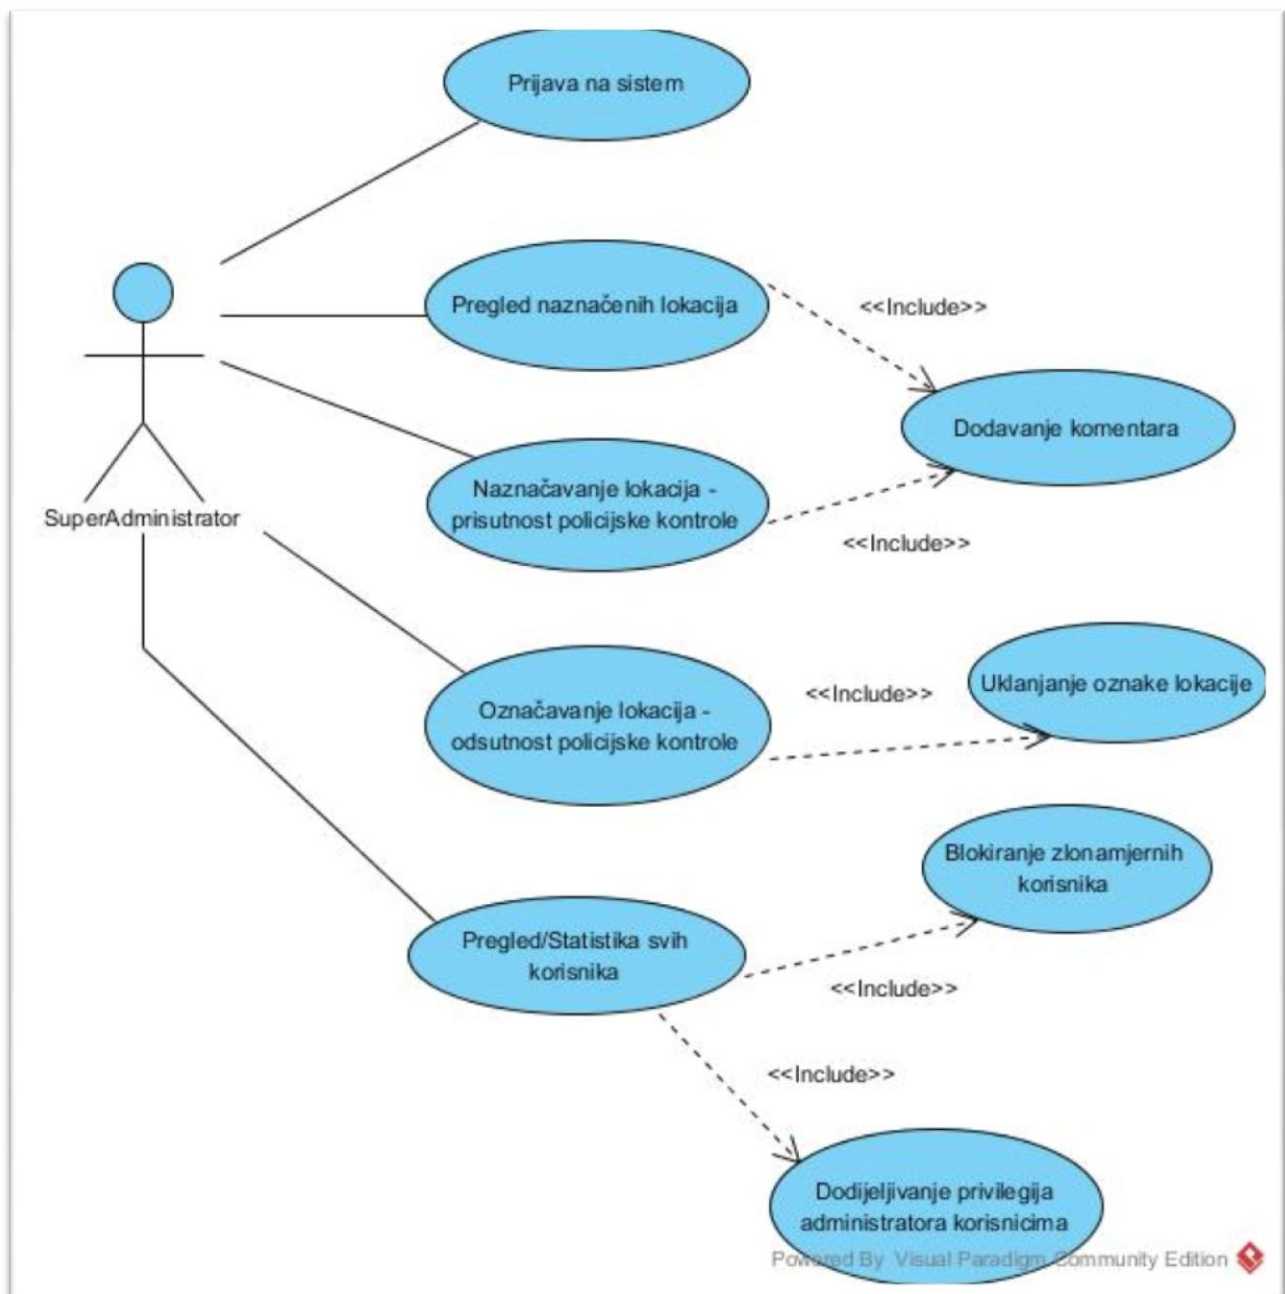 Prijava na sistem
Pregled naznačenih lokacija
<<Include>>
Dodavanje komentara
Naznačavanje lokacija -
prisutnost policijske kontrole
<<Include>>
SuperAdministrator
Označavanje lokacija -
odsutnost policijske kontrole
<<Include>>
Uklanjanje oznake lokacije
Blokiranje zlonamjernih
korisnika
Pregled/Statistika svih
korisnika
<<Include>>
<<Include>>
Dodijeljivanje privilegija
administratora korisnicima
Powered By Visual Paradigm Community Edition